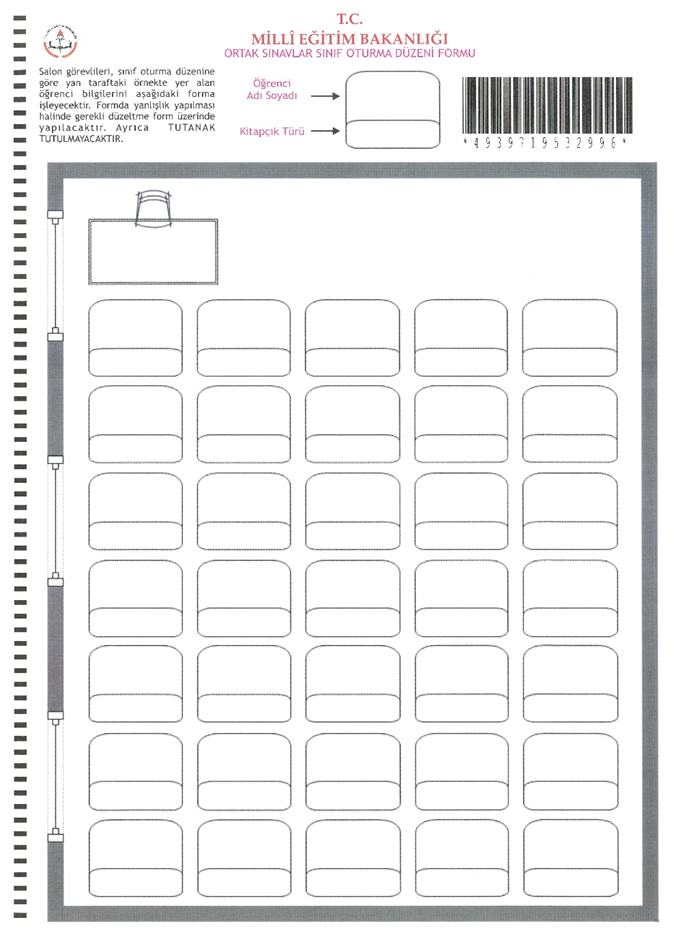 T.C.
MİLLÎ EĞİTİM BAKANLIĞI
ORTAK SINAVLAR SINIF OTURMA DÜZENİ FORMU
Salon görevlileri, sınıf oturma düzenine
göre yan taraftaki örnekte yer alan
öğrenci bilgilerini aşağıdaki forma
işleyecektir. Formda yanlışlık yapılması
halinde gerekli düzeltme form üzerinde
yapılacaktır. Ayrıca TUTANAK
TUTULMAYACAKTIR.
Öğrenci
Adı Soyadı
Kitapçık Türü
*4939719532996*